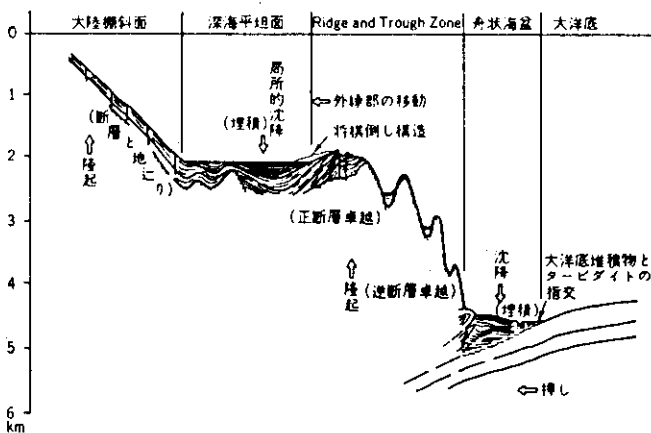 大陸棚斜面
深海平坦面
Ridge and Trough Zone
舟状海盆
大洋底
0
1
2
3
4
5
6
km
局所的沈降
(埋積)
外縁部の移動
将棋倒し構造
(断層と地辷り)
隆起
(正断層卓越)
隆起
(逆断層卓越)
沈降
(埋積)
大洋底堆積物と
タービダイトの
指交
押し